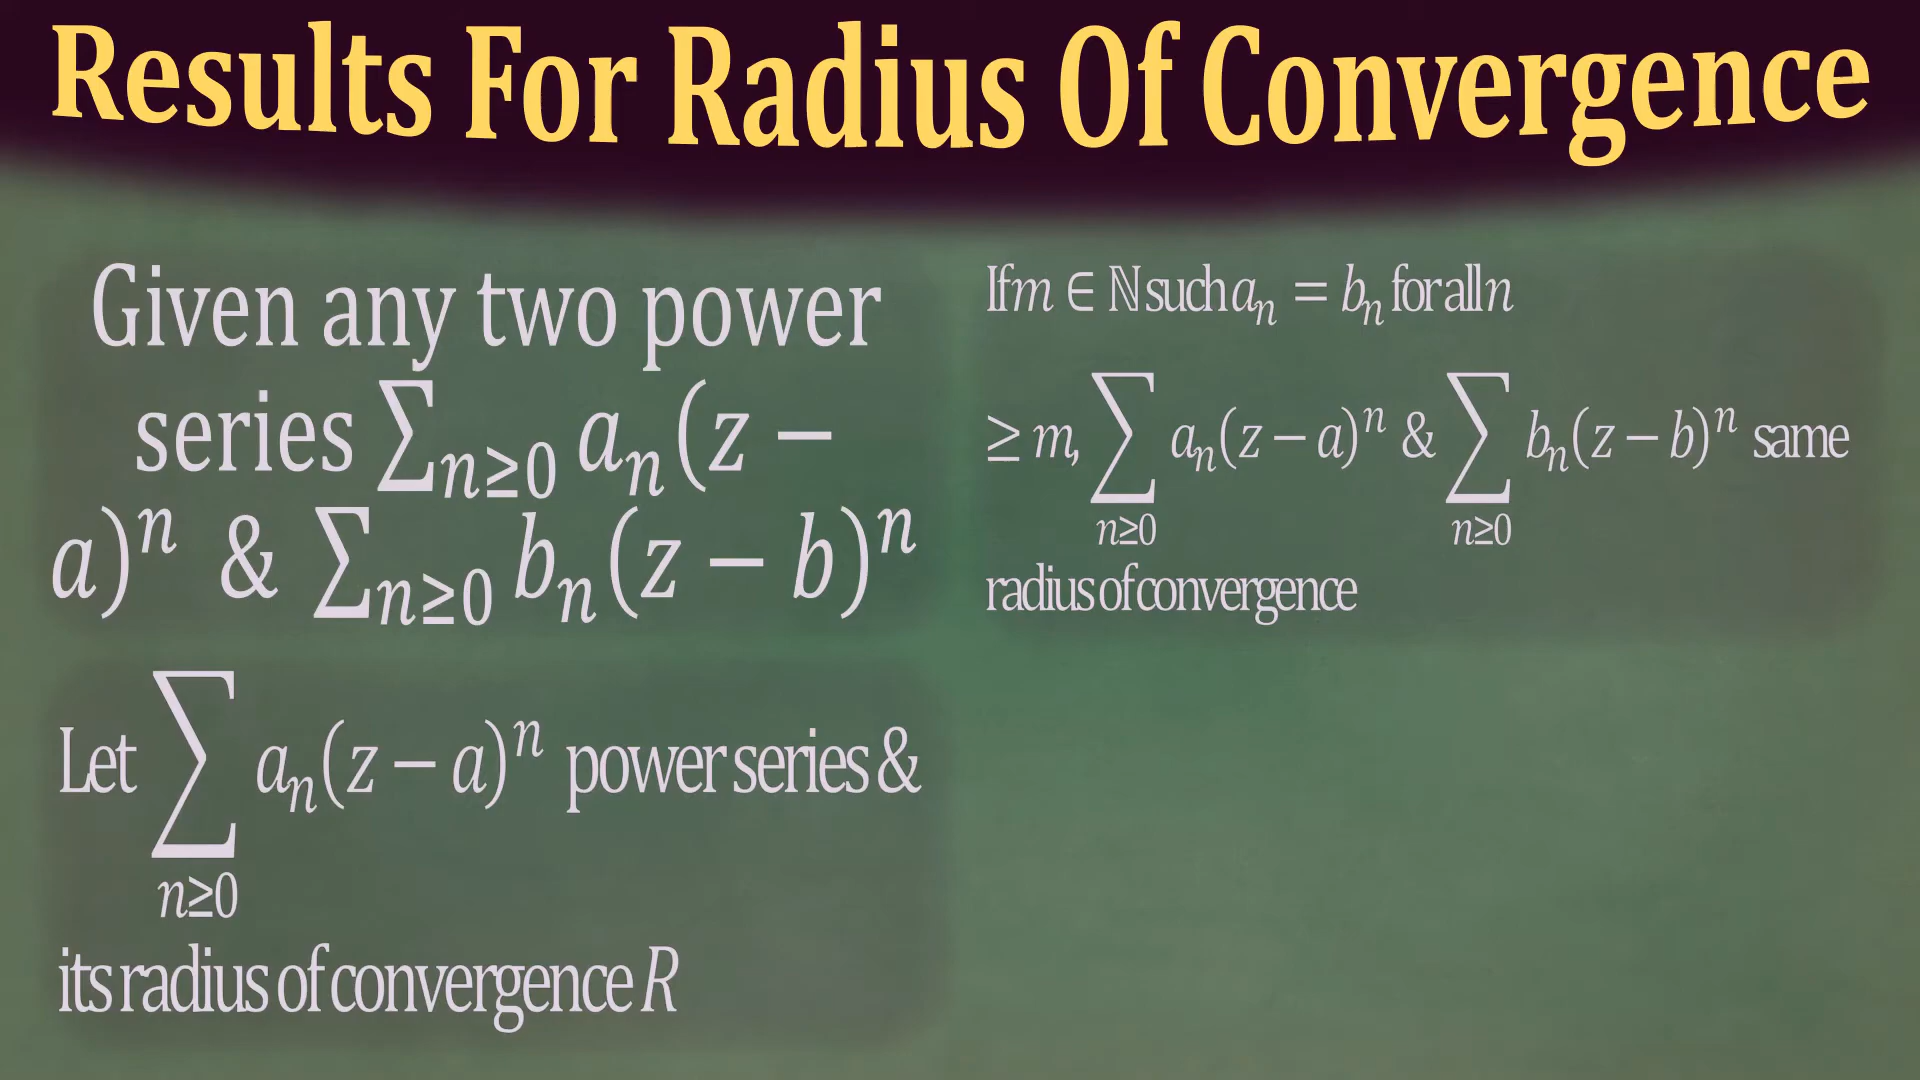 Results For Radius Of Convergence
Given any two power
series ∑ₙ≥₀ aₙ(z −
a)ⁿ & ∑ₙ≥₀ bₙ(z − b)ⁿ
If m ∈ ℕ such aₙ = bₙ for all n
≥ m, ∑ₙ≥₀ aₙ(z − a)ⁿ & ∑ₙ≥₀ bₙ(z − b)ⁿ same
radius of convergence
Let ∑ₙ≥₀ aₙ(z − a)ⁿ power series &
its radius of convergence R